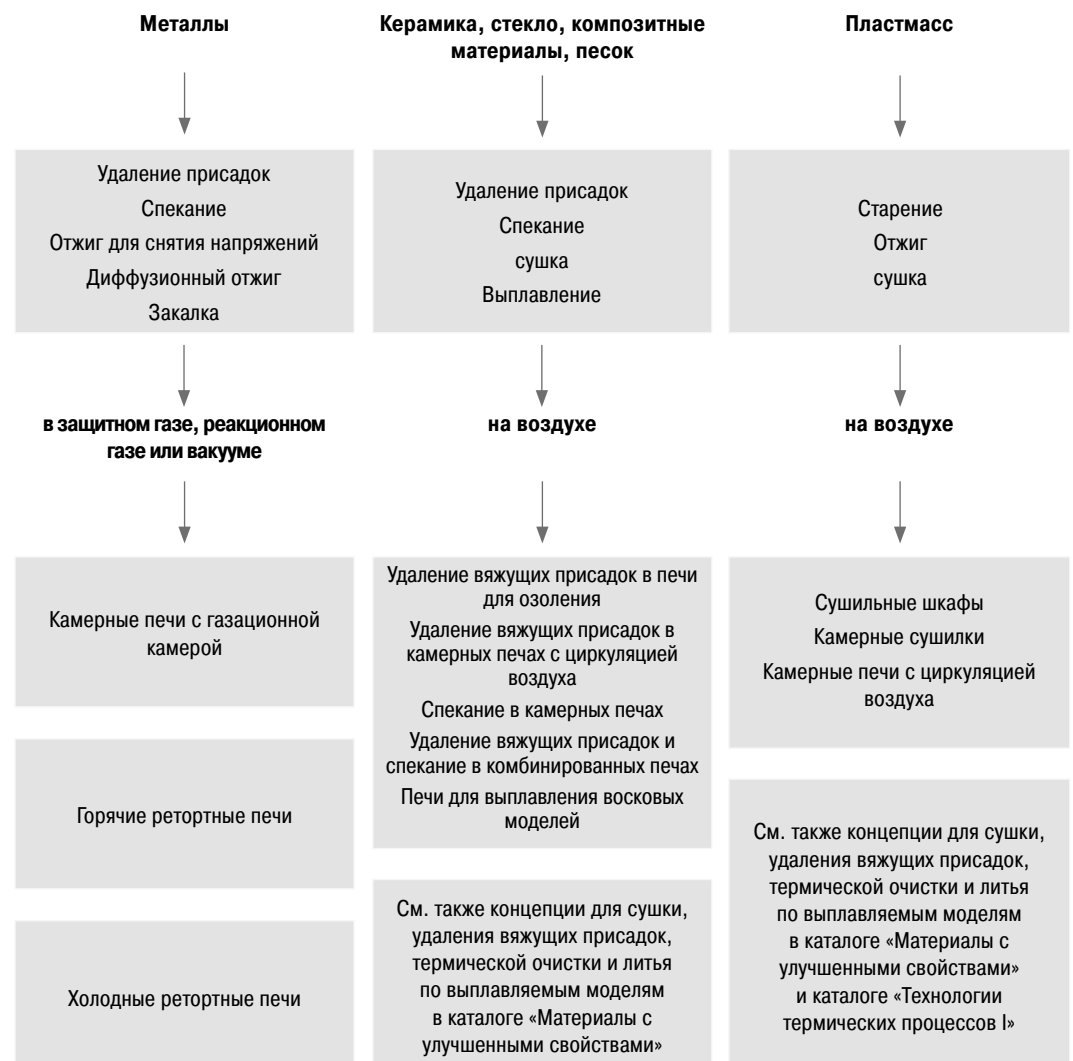 Металлы
Удаление присадок
Спекание
Отжиг для снятия напряжений
Диффузионный отжиг
Закалка
в защитном газе, реакционном
газе или вакууме
Камерные печи с газационной
камерой
Горячие ретортные печи
Холодные ретортные печи
Керамика, стекло, композитные
материалы, песок
Удаление присадок
Спекание
сушка
Выплавление
на воздухе
Удаление вяжущих присадок в печи
для озоления
Удаление вяжущих присадок в
камерных печах с циркуляцией
воздуха
Спекание в камерных печах
Удаление вяжущих присадок и
спекание в комбинированных печах
Печи для выплавления восковых
моделей
См. также концепции для сушки,
удаления вяжущих присадок,
термической очистки и литья
по выплавляемым моделям
в каталоге «Материалы с
улучшенными свойствами»
Пластмасс
Старение
Отжиг
сушка
на воздухе
Сушильные шкафы
Камерные сушилки
Камерные печи с циркуляцией
воздуха
См. также концепции для сушки,
удаления вяжущих присадок,
термической очистки и литья
по выплавляемым моделям
в каталоге «Материалы с
улучшенными свойствами»
и каталоге «Технологии
термических процессов I»